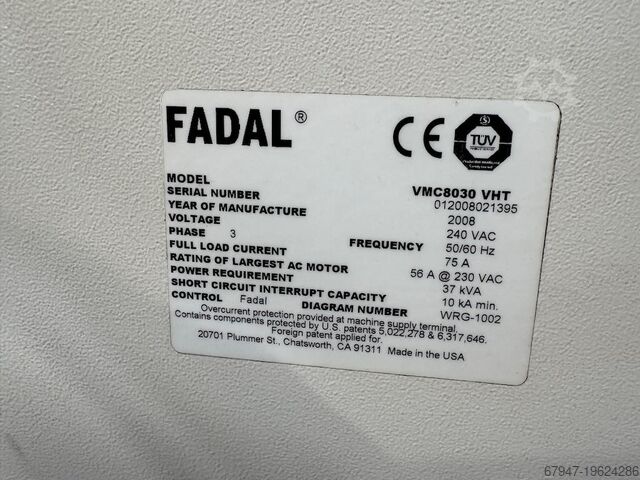 FADAL®
CE
TÜV
MODEL VMC8030 VHT
SERIAL NUMBER 012008021395
YEAR OF MANUFACTURE 2008
VOLTAGE 240 VAC
PHASE 3 FREQUENCY 50/60 Hz
FULL LOAD CURRENT 75 A
RATING OF LARGEST AC MOTOR 56 A @ 230 VAC
POWER REQUIREMENT 37 kVA
SHORT CIRCUIT INTERRUPT CAPACITY 10 kA min.
CONTROL Fadal DIAGRAM NUMBER WRG-1002
Overcurrent protection provided at machine supply terminal.
Contains components protected by U.S. patents 5,022,278 & 6,317,646.
Foreign patent applied for.
20701 Plummer St., Chatsworth, CA 91311 Made in the USA
67947-19624286